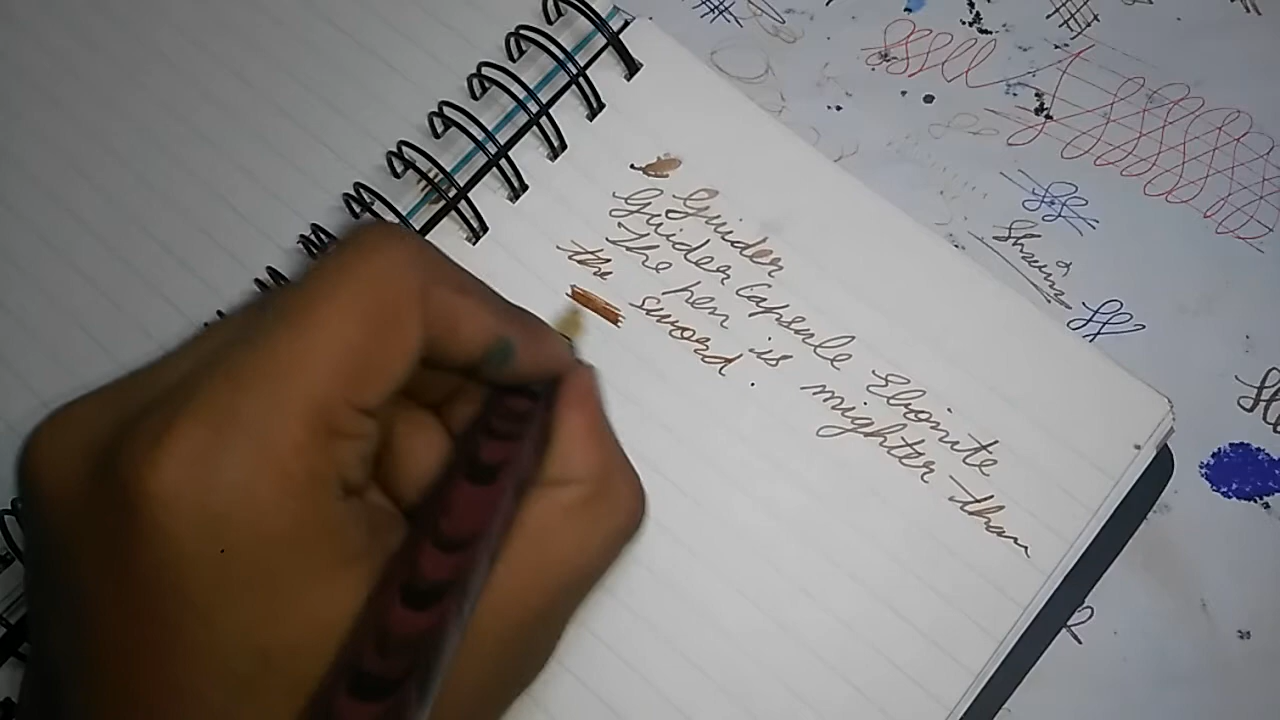 Guider
Guider Capsule Ebonite
The pen is mighter than
the sword.